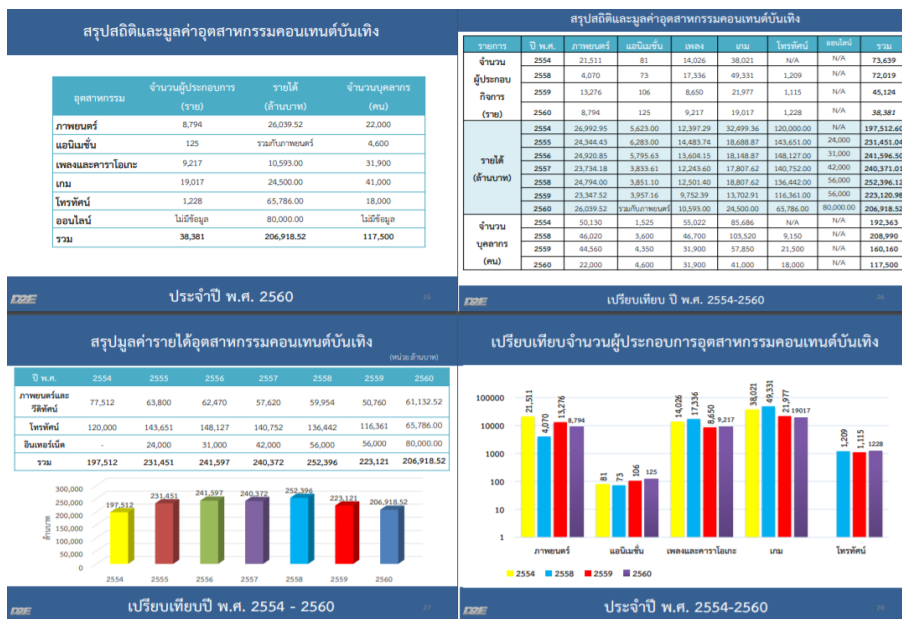 สรุปสถิติและมูลค่าอุตสาหกรรมคอนเทนต์บันเทิง
อุตสาหกรรม จำนวนผู้ประกอบการ (ราย) รายได้ (ล้านบาท) จำนวนบุคลากร (คน)
ภาพยนตร์ 8,794 26,039.52 22,000
แอนิเมชั่น 125 รวมกับภาพยนตร์ 4,600
เพลงและคาราโอเกะ 9,217 10,593.00 31,900
เกม 19,017 24,500.00 41,000
โทรทัศน์ 1,228 65,786.00 18,000
ออนไลน์ ไม่มีข้อมูล 80,000.00 ไม่มีข้อมูล
รวม 38,381 206,918.52 117,500
ประจำปี พ.ศ. 2560
25
สรุปสถิติและมูลค่าอุตสาหกรรมคอนเทนต์บันเทิง
รายการ ปี พ.ศ. ภาพยนตร์ แอนิเมชั่น เพลง เกม โทรทัศน์ ออนไลน์ รวม
จำนวนผู้ประกอบกิจการ (ราย)
2554 21,511 81 14,026 38,021 N/A N/A 73,639
2558 4,070 73 17,336 49,331 1,209 N/A 72,019
2559 13,276 106 8,650 21,977 1,115 N/A 45,124
2560 8,794 125 9,217 19,017 1,228 N/A 38,381
รายได้ (ล้านบาท)
2554 26,992.95 5,623.00 12,397.29 32,499.36 120,000.00 N/A 197,512.60
2555 24,344.43 6,283.00 14,483.74 18,688.87 143,651.00 24,000 231,451.04
2556 24,920.85 5,795.63 13,604.15 18,148.87 148,127.00 31,000 241,596.50
2557 23,734.18 3,833.61 12,243.60 17,807.62 140,752.00 42,000 240,371.01
2558 24,794.00 3,851.10 12,501.40 18,807.62 136,442.00 56,000 252,396.12
2559 23,347.52 3,957.16 9,752.39 13,702.91 116,361.00 56,000 223,120.98
2560 26,039.52 รวมกับภาพยนตร์ 10,593.00 24,500.00 65,786.00 80,000.00 206,918.52
จำนวนบุคลากร (คน)
2554 50,130 1,525 55,022 85,686 N/A N/A 192,363
2558 46,020 3,600 46,700 103,520 9,150 N/A 208,990
2559 44,560 4,350 31,900 57,850 21,500 N/A 160,160
2560 22,000 4,600 31,900 41,000 18,000 N/A 117,500
เปรียบเทียบ ปี พ.ศ. 2554-2560
26
สรุปมูลค่ารายได้อุตสาหกรรมคอนเทนต์บันเทิง
(หน่วย:ล้านบาท)
ปี พ.ศ. 2554 2555 2556 2557 2558 2559 2560
ภาพยนตร์และวีดิทัศน์ 77,512 63,800 62,470 57,620 59,954 50,760 61,132.52
โทรทัศน์ 120,000 143,651 148,127 140,752 136,442 116,361 65,786.00
อินเทอร์เน็ต - 24,000 31,000 42,000 56,000 56,000 80,000.00
รวม 197,512 231,451 241,597 240,372 252,396 223,121 206,918.52
ล้านบาท
300,000
250,000
200,000
150,000
100,000
50,000
0
197,512 231,451 241,597 240,372 252,396 223,121 206,918.52
2554 2555 2556 2557 2558 2559 2560
เปรียบเทียบปี พ.ศ. 2554 - 2560
27
เปรียบเทียบจำนวนผู้ประกอบการอุตสาหกรรมคอนเทนต์บันเทิง
100000
10000
1000
100
10
1
21,511 4,070 13,276 8,794
81 73 106 125
14,026 17,336 8,650 9,217
38,021 49,331 21,977 19017
1,209 1,115 1228
ภาพยนตร์ แอนิเมชั่น เพลงและคาราโอเกะ เกม โทรทัศน์
2554 2558 2559 2560
ประจำปี พ.ศ. 2554-2560
28